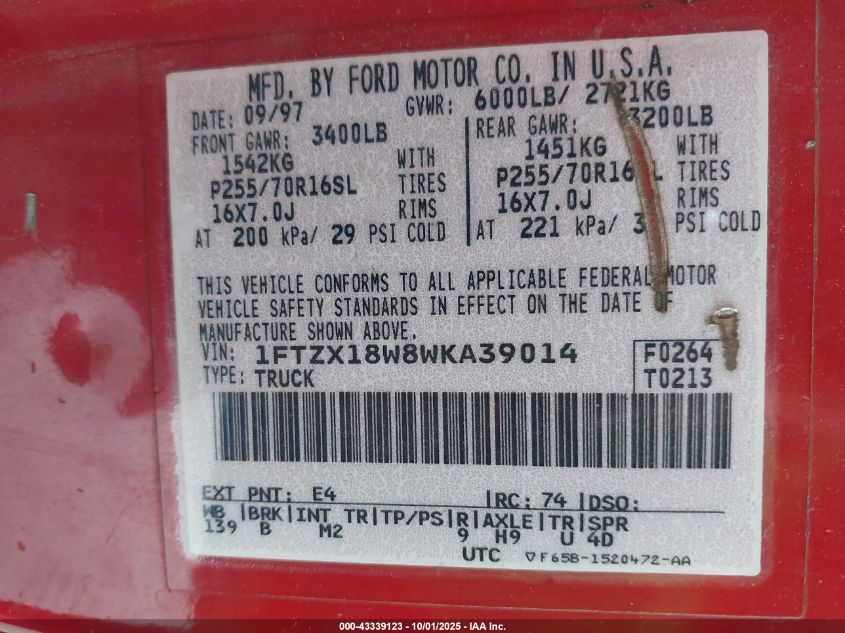 MFD. BY FORD MOTOR CO. IN U.S.A.
DATE: 09/97 GVWR: 6000LB/ 2721KG
FRONT GAWR: 3400LB REAR GAWR: 3200LB
1542KG WITH 1451KG WITH
P255/70R16SL TIRES P255/70R16 L TIRES
16X7.0J RIMS 16X7.0J RIMS
AT 200 kPa/ 29 PSI COLD AT 221 kPa/ 3 PSI COLD
THIS VEHICLE CONFORMS TO ALL APPLICABLE FEDERAL MOTOR
VEHICLE SAFETY STANDARDS IN EFFECT ON THE DATE OF
MANUFACTURE SHOWN ABOVE.
VIN: 1FTZX18W8WKA39014 F0264
TYPE: TRUCK T0213
EXT PNT: E4 RC: 74 DSO:
WB BRK INT TR TP/PS R AXLE TR SPR
139 B M2 9 H9 U 4D
UTC F65B-1520472-AA
000-43339123 - 10/01/2025 - IAA Inc.